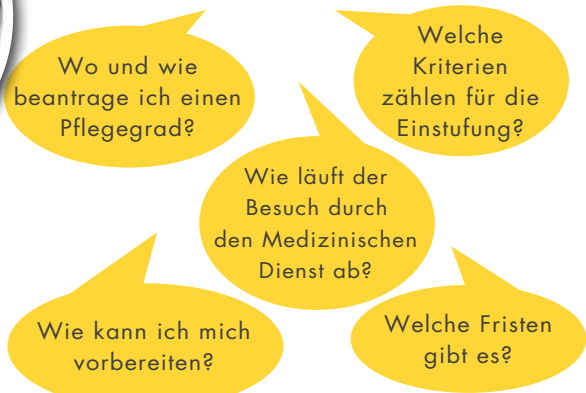 Wo und wie
beantrage ich einen
Pflegegrad?
Welche
Kriterien
zählen für die
Einstufung?
Wie läuft der
Besuch durch
den Medizinischen
Dienst ab?
Wie kann ich mich
vorbereiten?
Welche Fristen
gibt es?